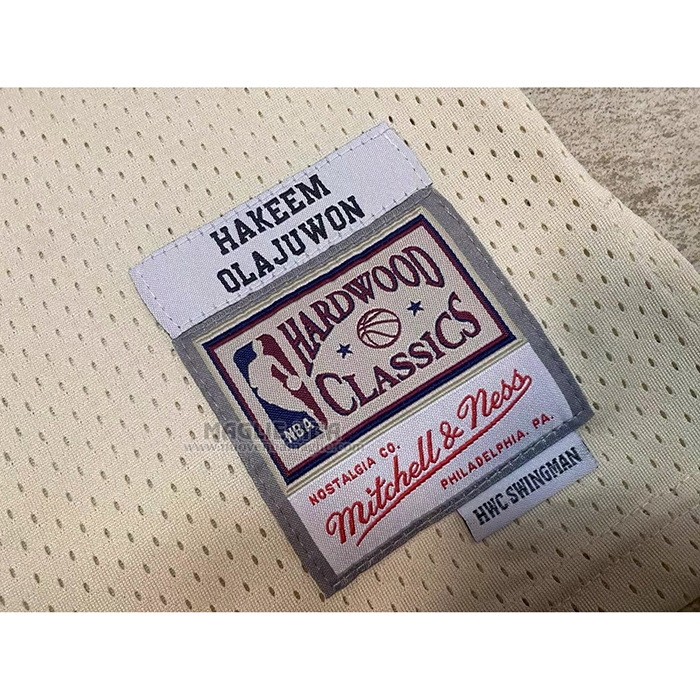 HAKEEM
OLAJUWON
HARDWOOD
CLASSICS
NBA
NOSTALGIA CO.
Mitchell & Ness
PHILADELPHIA, PA.
HWC SWINGMAN